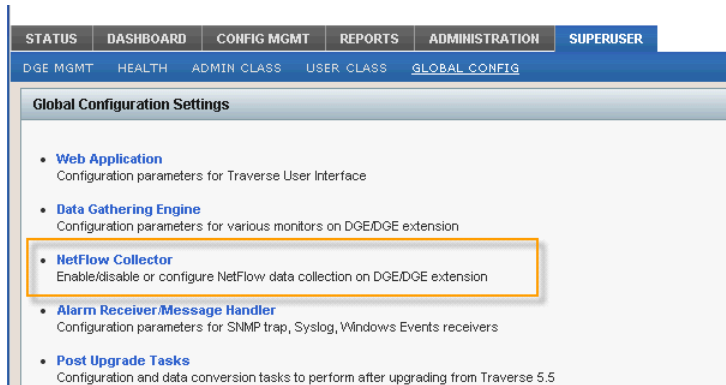 STATUS DASHBOARD CONFIG MGMT REPORTS ADMINISTRATION SUPERUSER
DGE MGMT HEALTH ADMIN CLASS USER CLASS GLOBAL CONFIG
Global Configuration Settings
• Web Application
Configuration parameters for Traverse User Interface
• Data Gathering Engine
Configuration parameters for various monitors on DGE/DGE extension
• NetFlow Collector
Enable/disable or configure NetFlow data collection on DGE/DGE extension
• Alarm Receiver/Message Handler
Configuration parameters for SNMP trap, Syslog, Windows Events receivers
• Post Upgrade Tasks
Configuration and data conversion tasks to perform after upgrading from Traverse 5.5